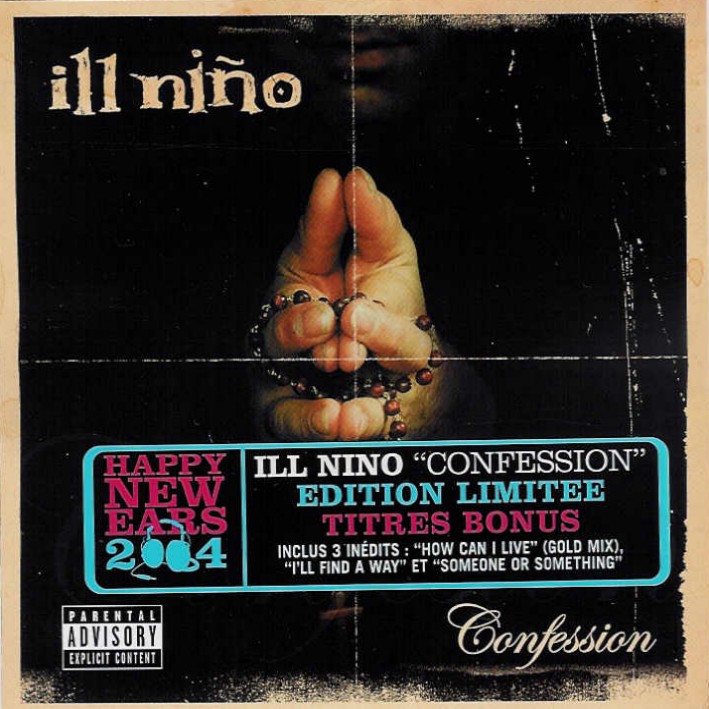 ill niño
HAPPY
NEW
EARS
2004
ILL NINO “CONFESSION”
EDITION LIMITEE
TITRES BONUS
INCLUS 3 INÉDITS : “HOW CAN I LIVE” (GOLD MIX),
“I'LL FIND A WAY” ET “SOMEONE OR SOMETHING”
PARENTAL
ADVISORY
EXPLICIT CONTENT
Confession